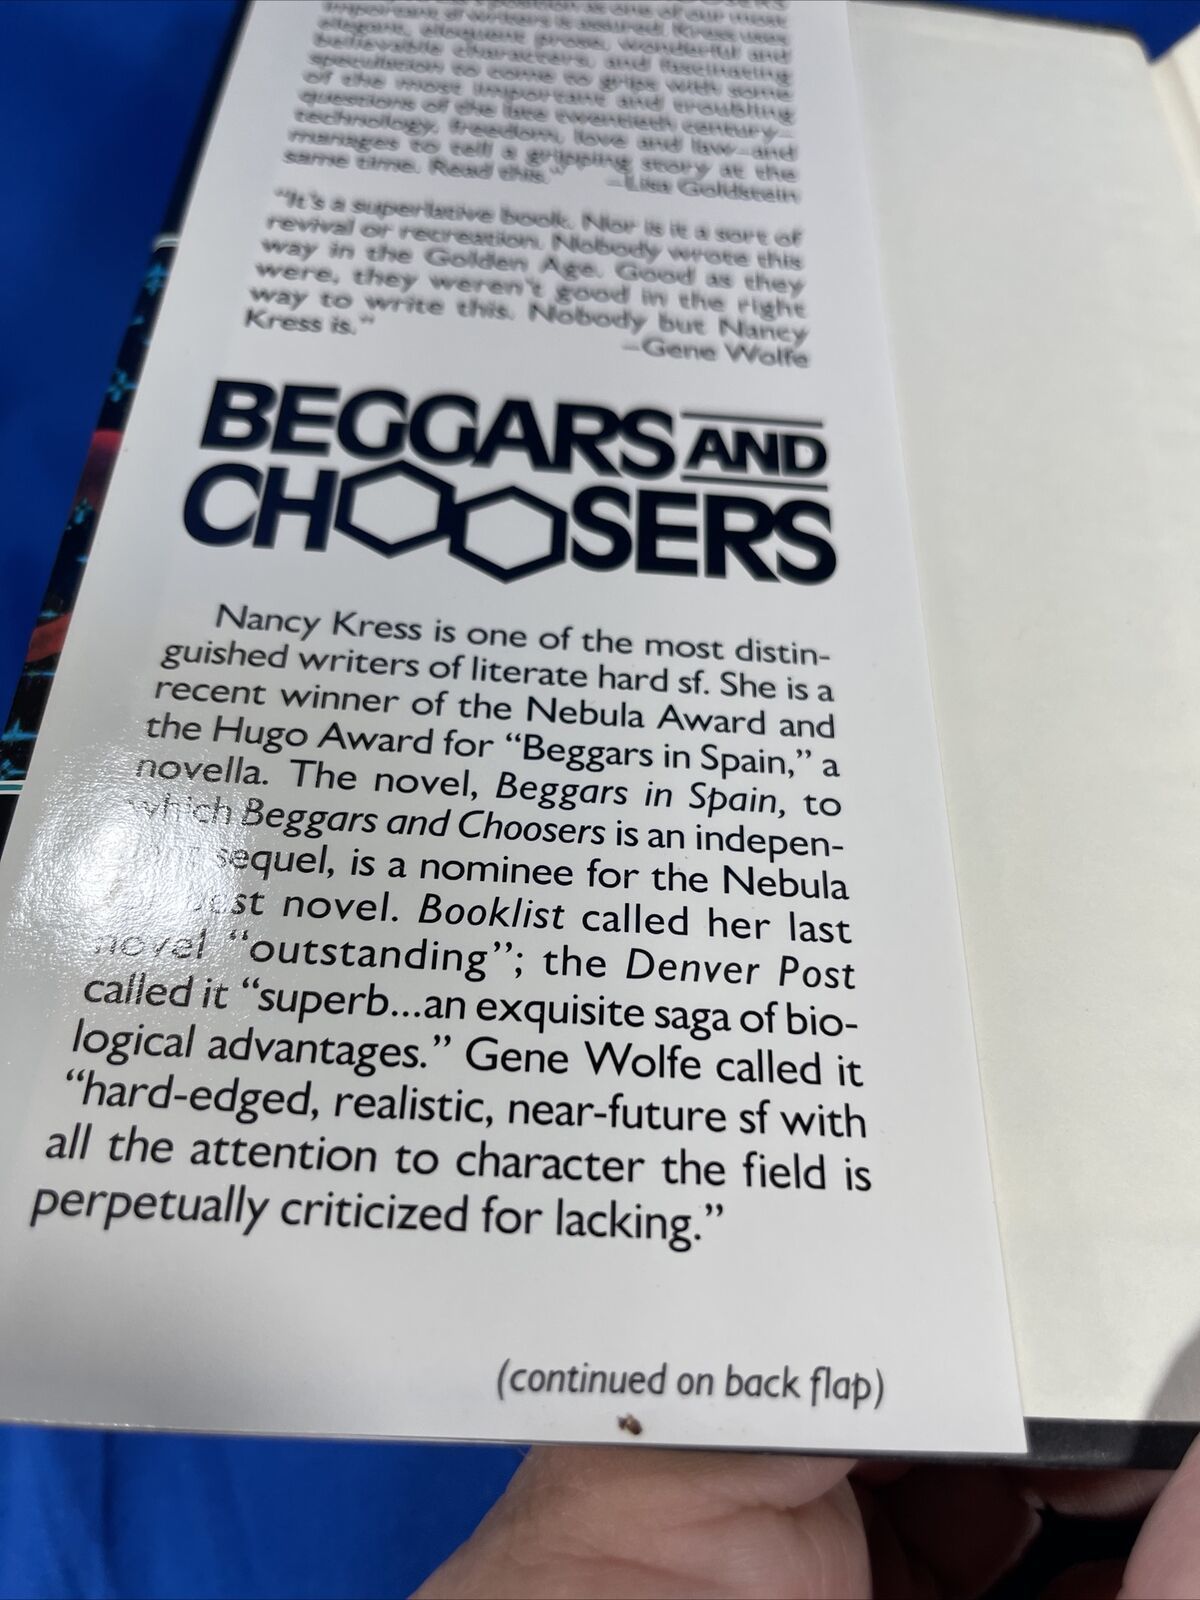 important sf writers is assured. Kress uses
elegant, eloquent prose, wonderful and
believable characters, and fascinating
speculation to come to grips with some
of the most important and troubling
questions of the late twentieth century–
technology, freedom, love and law–and
manages to tell a gripping story at the
same time. Read this." –Lisa Goldstein
"It's a superlative book. Nor is it a sort of
revival or recreation. Nobody wrote this
way in the Golden Age. Good as they
were, they weren't good in the right
way to write this. Nobody but Nancy
Kress is."
–Gene Wolfe
BEGGARS AND
CHOOSERS
Nancy Kress is one of the most distin-
guished writers of literate hard sf. She is a
recent winner of the Nebula Award and
the Hugo Award for “Beggars in Spain,” a
novella. The novel, Beggars in Spain, to
which Beggars and Choosers is an indepen-
sequel, is a nominee for the Nebula
best novel. Booklist called her last
novel “outstanding”; the Denver Post
called it “superb...an exquisite saga of bio-
logical advantages.” Gene Wolfe called it
“hard-edged, realistic, near-future sf with
all the attention to character the field is
perpetually criticized for lacking.”
(continued on back flap)